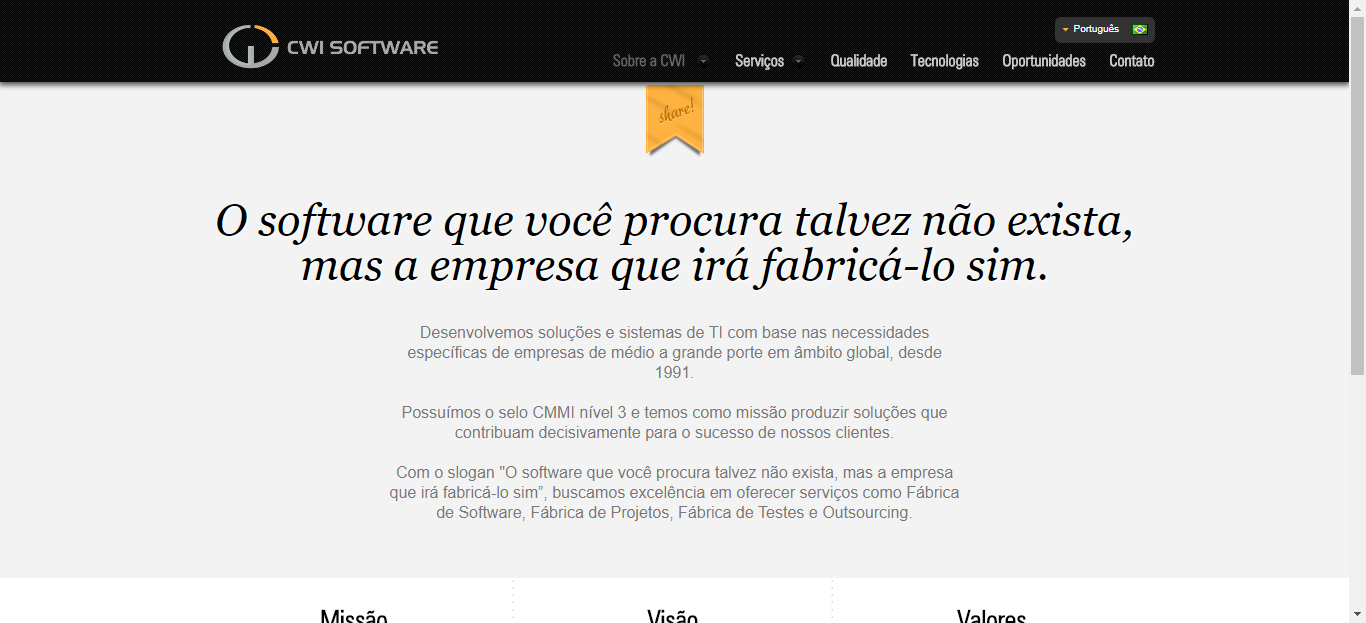 CWI SOFTWARE
Português
Sobre a CWI
Serviços
Qualidade
Tecnologias
Oportunidades
Contato
share!
O software que você procura talvez não exista,
mas a empresa que irá fabricá-lo sim.
Desenvolvemos soluções e sistemas de TI com base nas necessidades
específicas de empresas de médio a grande porte em âmbito global, desde
1991.
Possuímos o selo CMMI nível 3 e temos como missão produzir soluções que
contribuam decisivamente para o sucesso de nossos clientes.
Com o slogan "O software que você procura talvez não exista, mas a empresa
que irá fabricá-lo sim”, buscamos excelência em oferecer serviços como Fábrica
de Software, Fábrica de Projetos, Fábrica de Testes e Outsourcing.
Missão
Visão
Valores